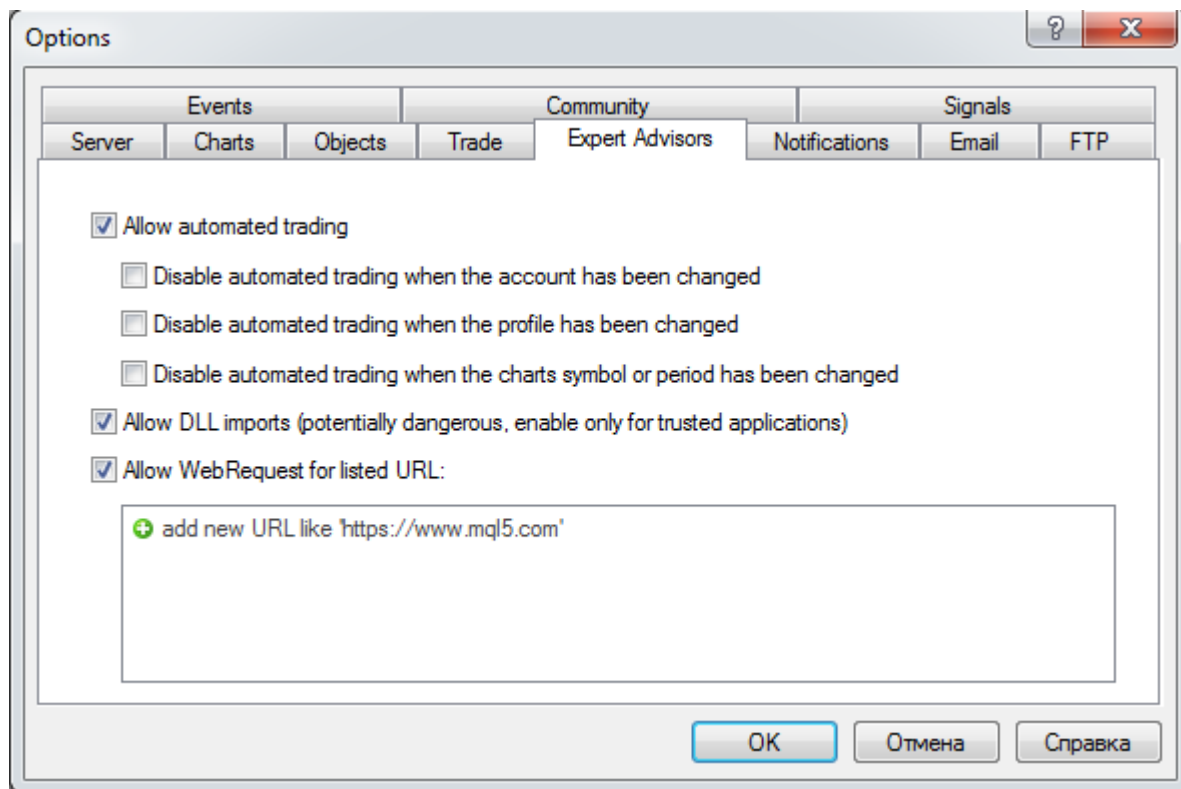 Options
Events Community Signals
Server Charts Objects Trade Expert Advisors Notifications Email FTP
Allow automated trading
Disable automated trading when the account has been changed
Disable automated trading when the profile has been changed
Disable automated trading when the charts symbol or period has been changed
Allow DLL imports (potentially dangerous, enable only for trusted applications)
Allow WebRequest for listed URL:
add new URL like 'https://www.mql5.com'
OK Отмена Справка